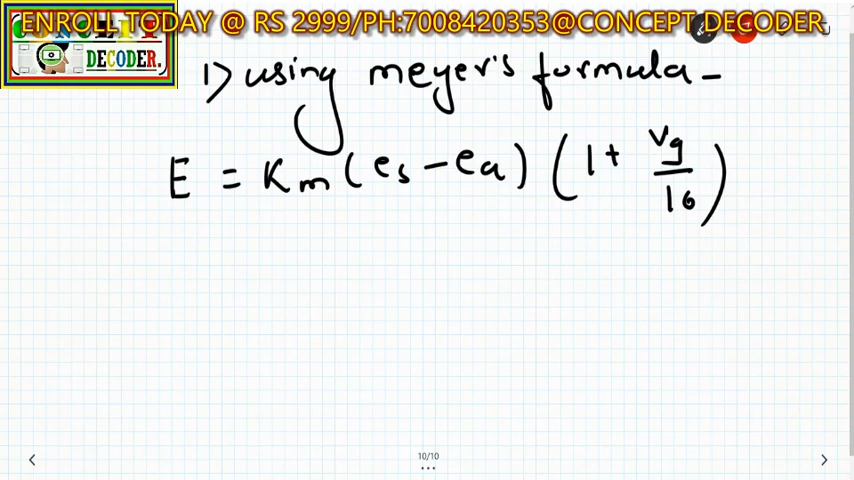 ENROLL TODAY @ RS 2999/PH:7008420353@CONCEPT DECODER
DECODER.
1) using meyer's formula -
E = Km (es - ea) (1 + V9/16)
10/10